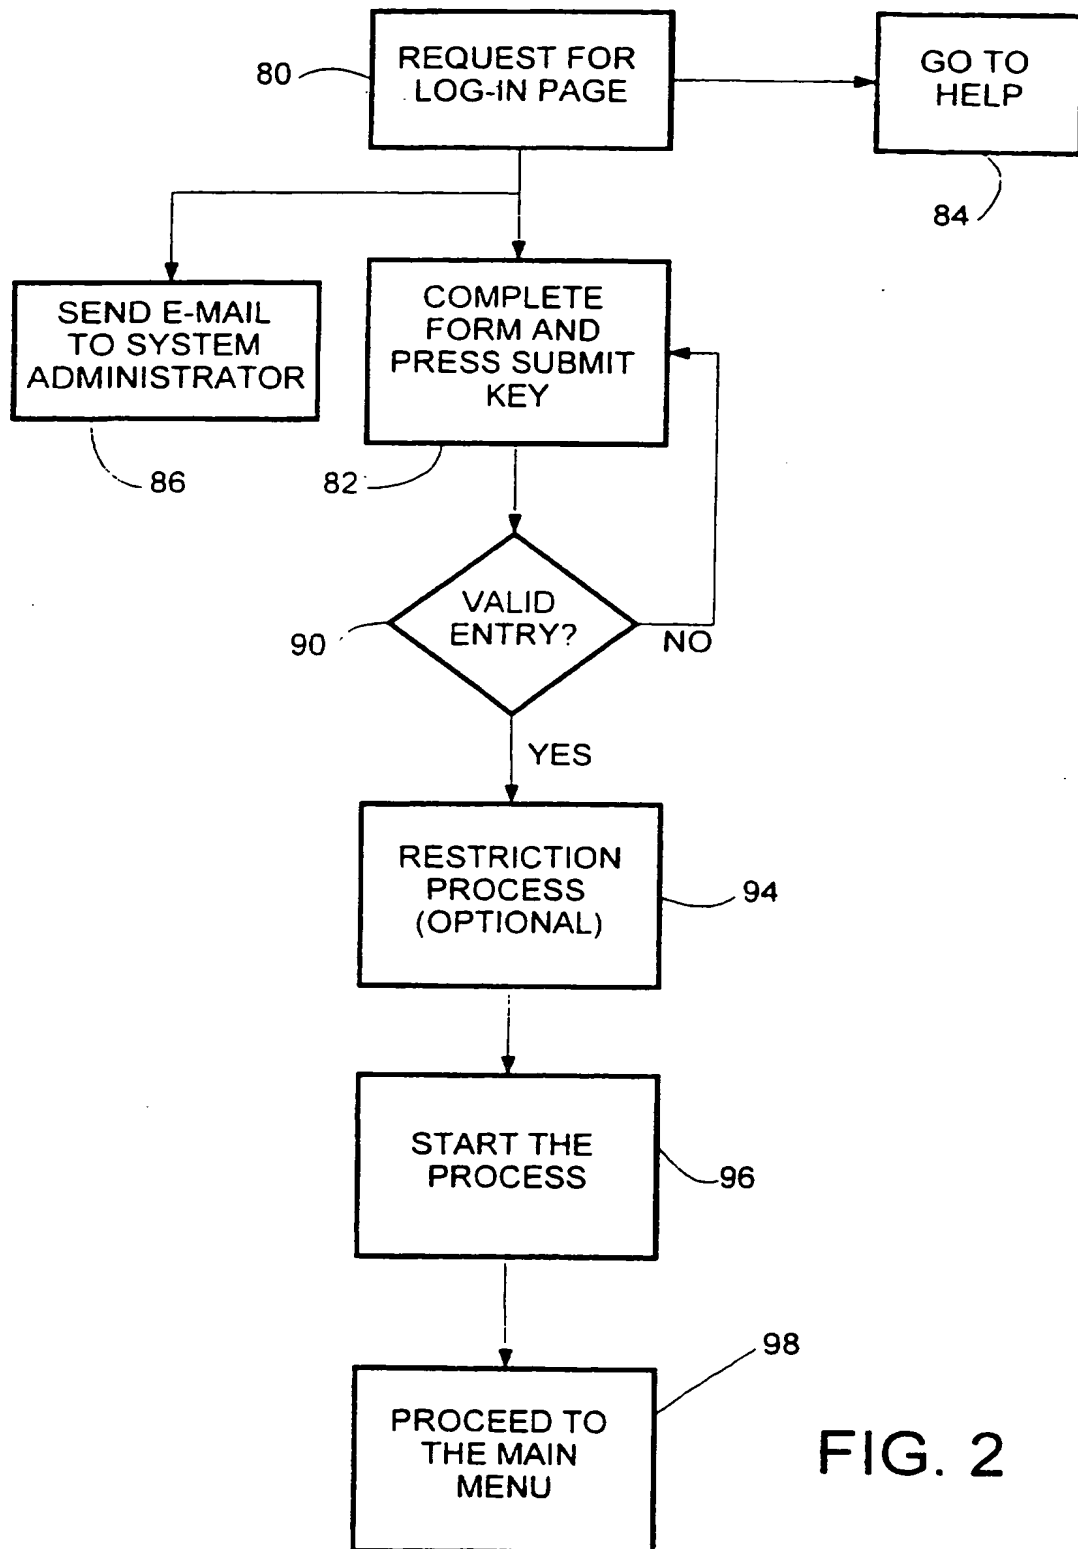 80
REQUEST FOR
LOG-IN PAGE
GO TO
HELP
84
SEND E-MAIL
TO SYSTEM
ADMINISTRATOR
86
COMPLETE
FORM AND
PRESS SUBMIT
KEY
82
VALID
ENTRY?
90
NO
YES
RESTRICTION
PROCESS
(OPTIONAL)
94
START THE
PROCESS
96
98
PROCEED TO
THE MAIN
MENU
FIG. 2